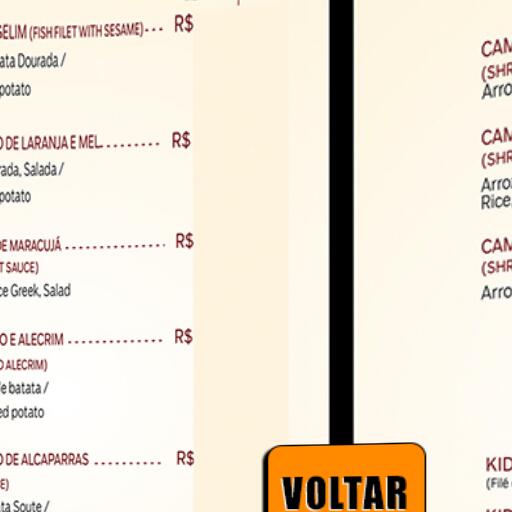 GELIM (FISH FILET WITH SESAME)--- R$
ata Dourada /
potato
O DE LARANJA E MEL........ R$
rada, Salada /
potato
DE MARACUJÁ .............. R$
T SAUCE)
ce Greek, Salad
O E ALECRIM ............. R$
O ALECRIM)
de batata /
ed potato
O DE ALCAPARRAS .......... R$
E)
ata Soute /
CAM
(SHR
Arro
CAM
(SHR
Arro
Rice
CAM
(SHR
Arro
KID
(Filé
VOLTAR